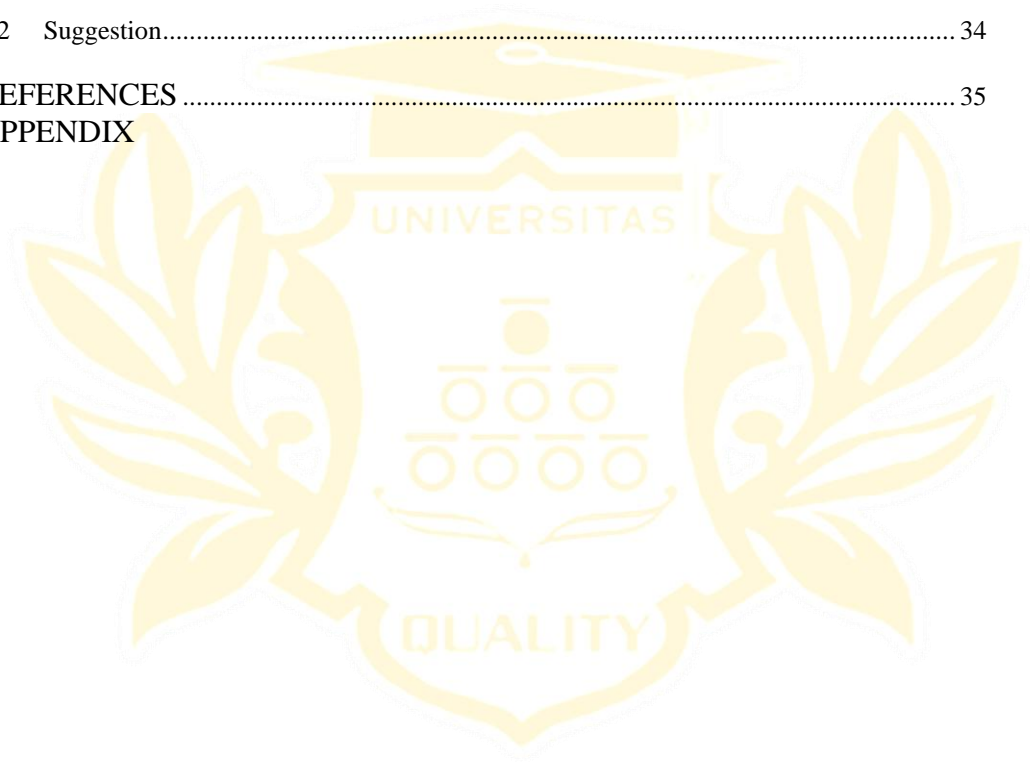 2 Suggestion.................................................................................................................... 34
EFERENCES ................................................................................................................. 35
PPENDIX
UNIVERSITAS
QUALITY